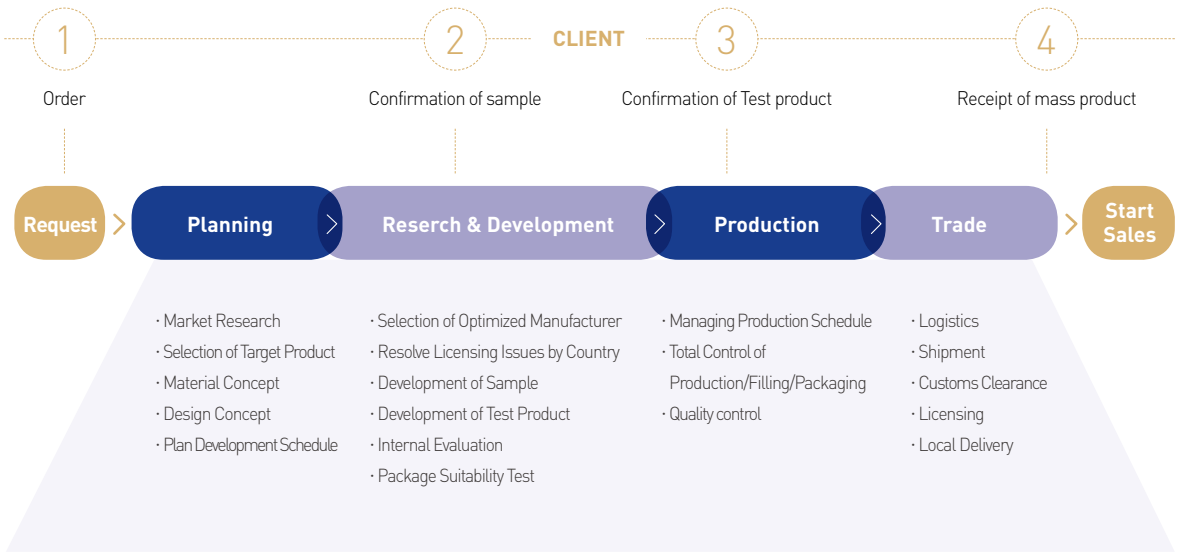 1
2
CLIENT
3
4
Order
Confirmation of sample
Confirmation of Test product
Receipt of mass product
Request
Planning
Reserch & Development
Production
Trade
Start
Sales
· Market Research
· Selection of Target Product
· Material Concept
· Design Concept
· Plan Development Schedule
· Selection of Optimized Manufacturer
· Resolve Licensing Issues by Country
· Development of Sample
· Development of Test Product
· Internal Evaluation
· Package Suitability Test
· Managing Production Schedule
· Total Control of
Production/Filling/Packaging
· Quality control
· Logistics
· Shipment
· Customs Clearance
· Licensing
· Local Delivery